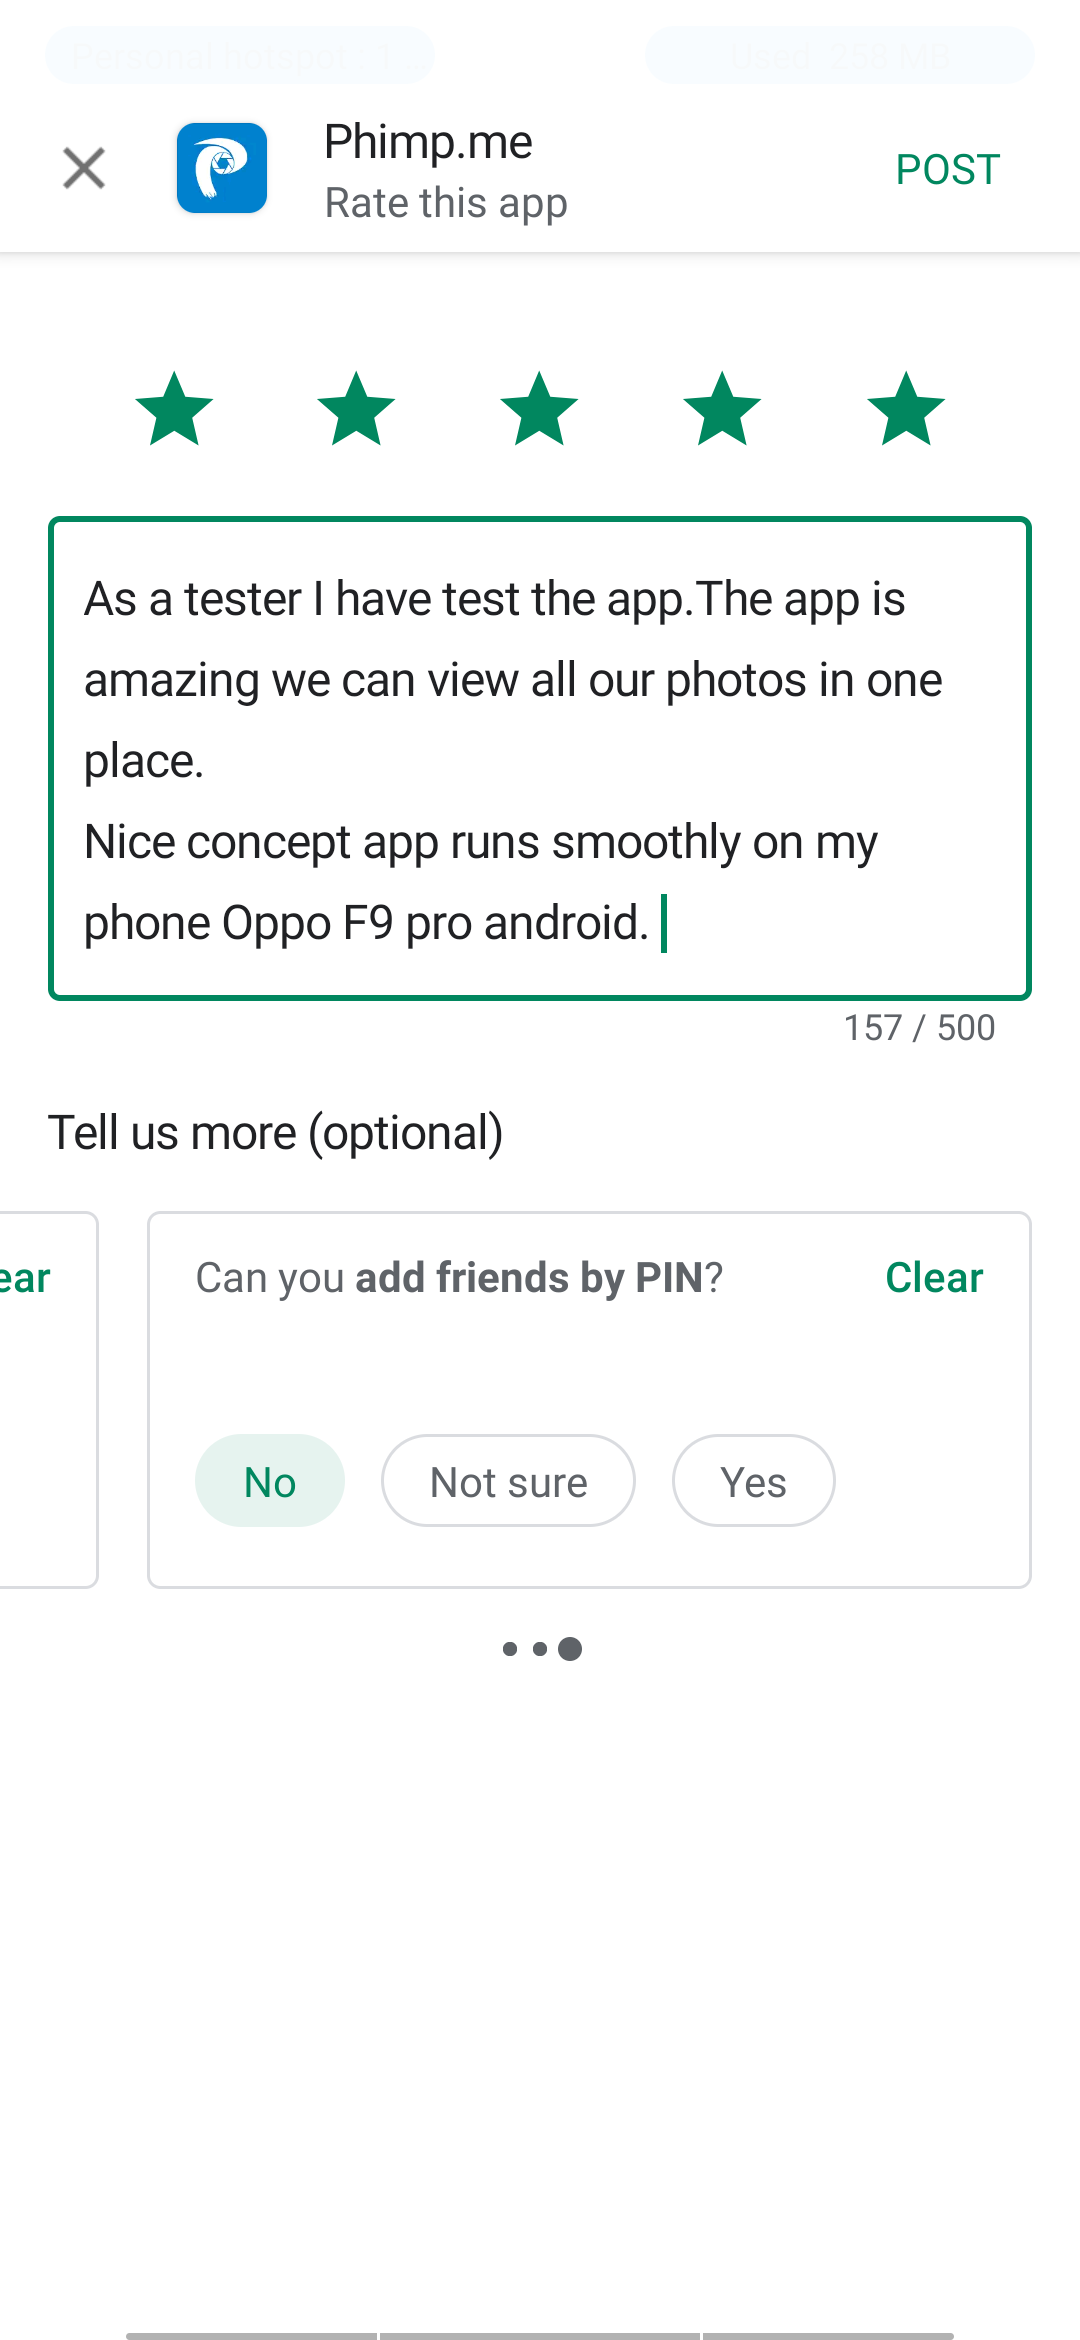 Personal hotspot: 1
Used 258 MB
Phimp.me
Rate this app
POST
As a tester I have test the app.The app is
amazing we can view all our photos in one
place.
Nice concept app runs smoothly on my
phone Oppo F9 pro android.
157 / 500
Tell us more (optional)
ear
Can you add friends by PIN?
Clear
No
Not sure
Yes